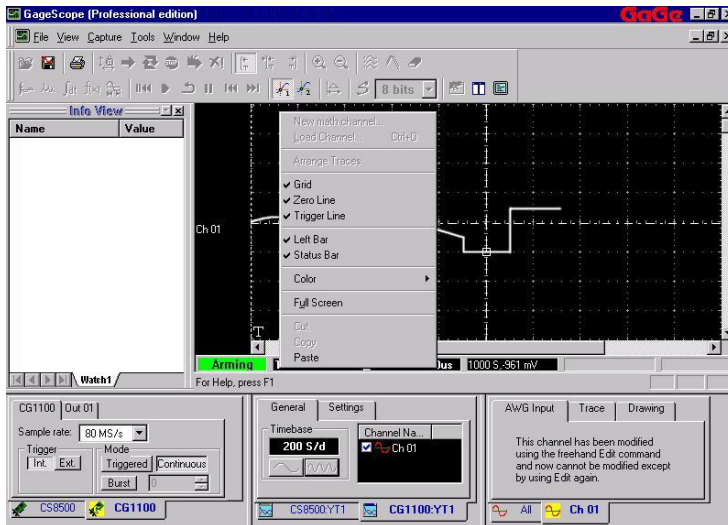 GageScope (Professional edition)
GaGe
File View Capture Tools Window Help
8 bits
Info View
Name Value
Watch1
Ch 01
New math channel...
Load Channel... Ctrl+O
Arrange Traces
Grid
Zero Line
Trigger Line
Left Bar
Status Bar
Color
Full Screen
Cut
Copy
Paste
T
Arming
1000 S,-961 mV
For Help, press F1
CG1100 Out 01
Sample rate: 80 MS/s
Trigger
Int. Ext.
Mode
Triggered Continuous
Burst 0
CS8500 CG1100
General Settings
Timebase
200 S/d
Channel Na...
Ch 01
CS8500:YT1 CG1100:YT1
AWG Input Trace Drawing
This channel has been modified
using the freehand Edit command
and now cannot be modified except
by using Edit again.
All Ch 01